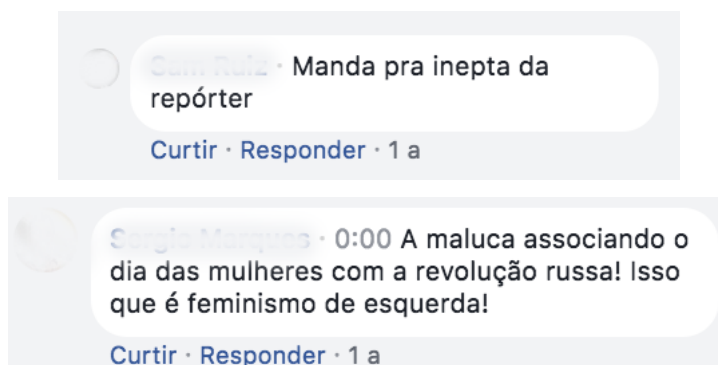 · Manda pra inepta da
repórter
Curtir · Responder · 1 a
· 0:00 A maluca associando o
dia das mulheres com a revolução russa! Isso
que é feminismo de esquerda!
Curtir · Responder · 1 a